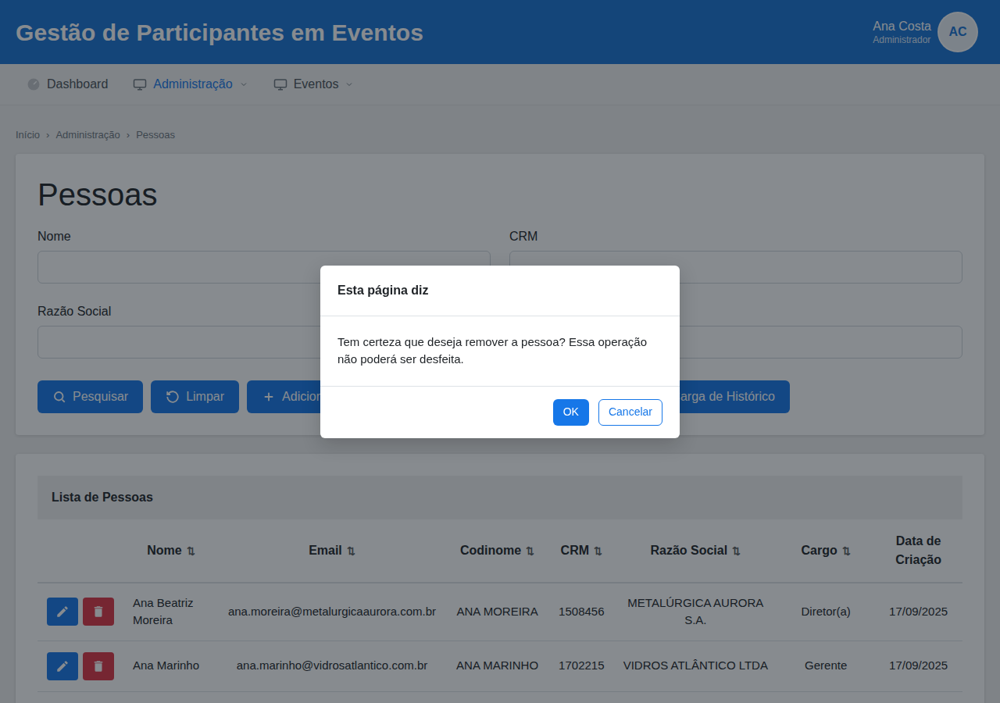 Gestão de Participantes em Eventos
Ana Costa
Administrador
AC
Dashboard
Administração
Eventos
Início › Administração › Pessoas
Pessoas
Nome
CRM
Razão Social
Esta página diz
Tem certeza que deseja remover a pessoa? Essa operação
não poderá ser desfeita.
OK
Cancelar
Pesquisar
Limpar
arga de Histórico
Lista de Pessoas
Nome
Email
Codinome
CRM
Razão Social
Cargo
Data de
Criação
Ana Beatriz
Moreira
ana.moreira@metalurgicaaurora.com.br
ANA MOREIRA
1508456
METALÚRGICA AURORA
S.A.
Diretor(a)
17/09/2025
Ana Marinho
ana.marinho@vidrosatlantico.com.br
ANA MARINHO
1702215
VIDROS ATLÂNTICO LTDA
Gerente
17/09/2025